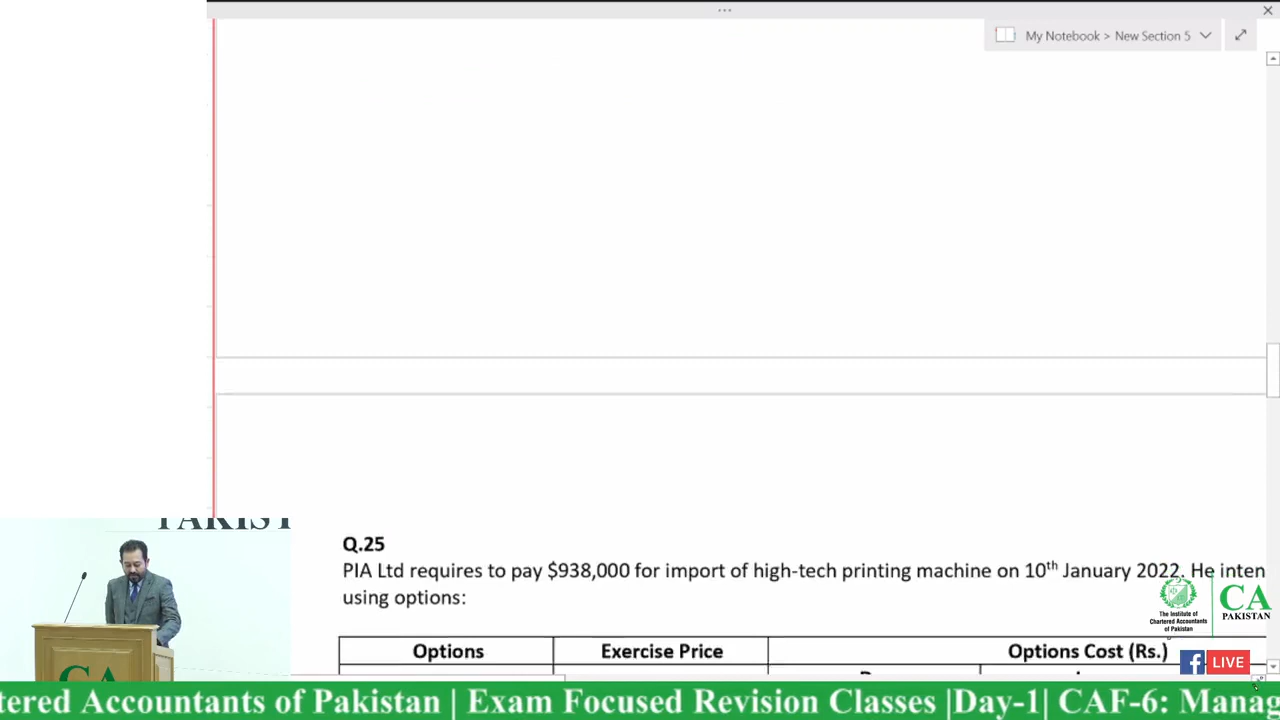 My Notebook > New Section 5
PAKIST
Q.25
PIA Ltd requires to pay $938,000 for import of high-tech printing machine on 10th January 2022. He inten
using options:
The Institute of
Chartered Accountants
of Pakistan
CA
PAKISTAN
Options
Exercise Price
Options Cost (Rs.)
LIVE
CA
tered Accountants of Pakistan | Exam Focused Revision Classes |Day-1| CAF-6: Manag